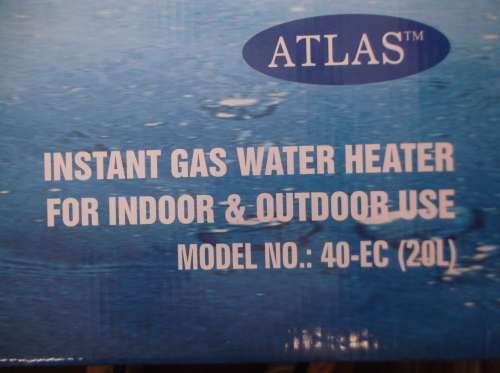 ATLAS™
INSTANT GAS WATER HEATER
FOR INDOOR & OUTDOOR USE
MODEL NO.: 40-EC (20L)